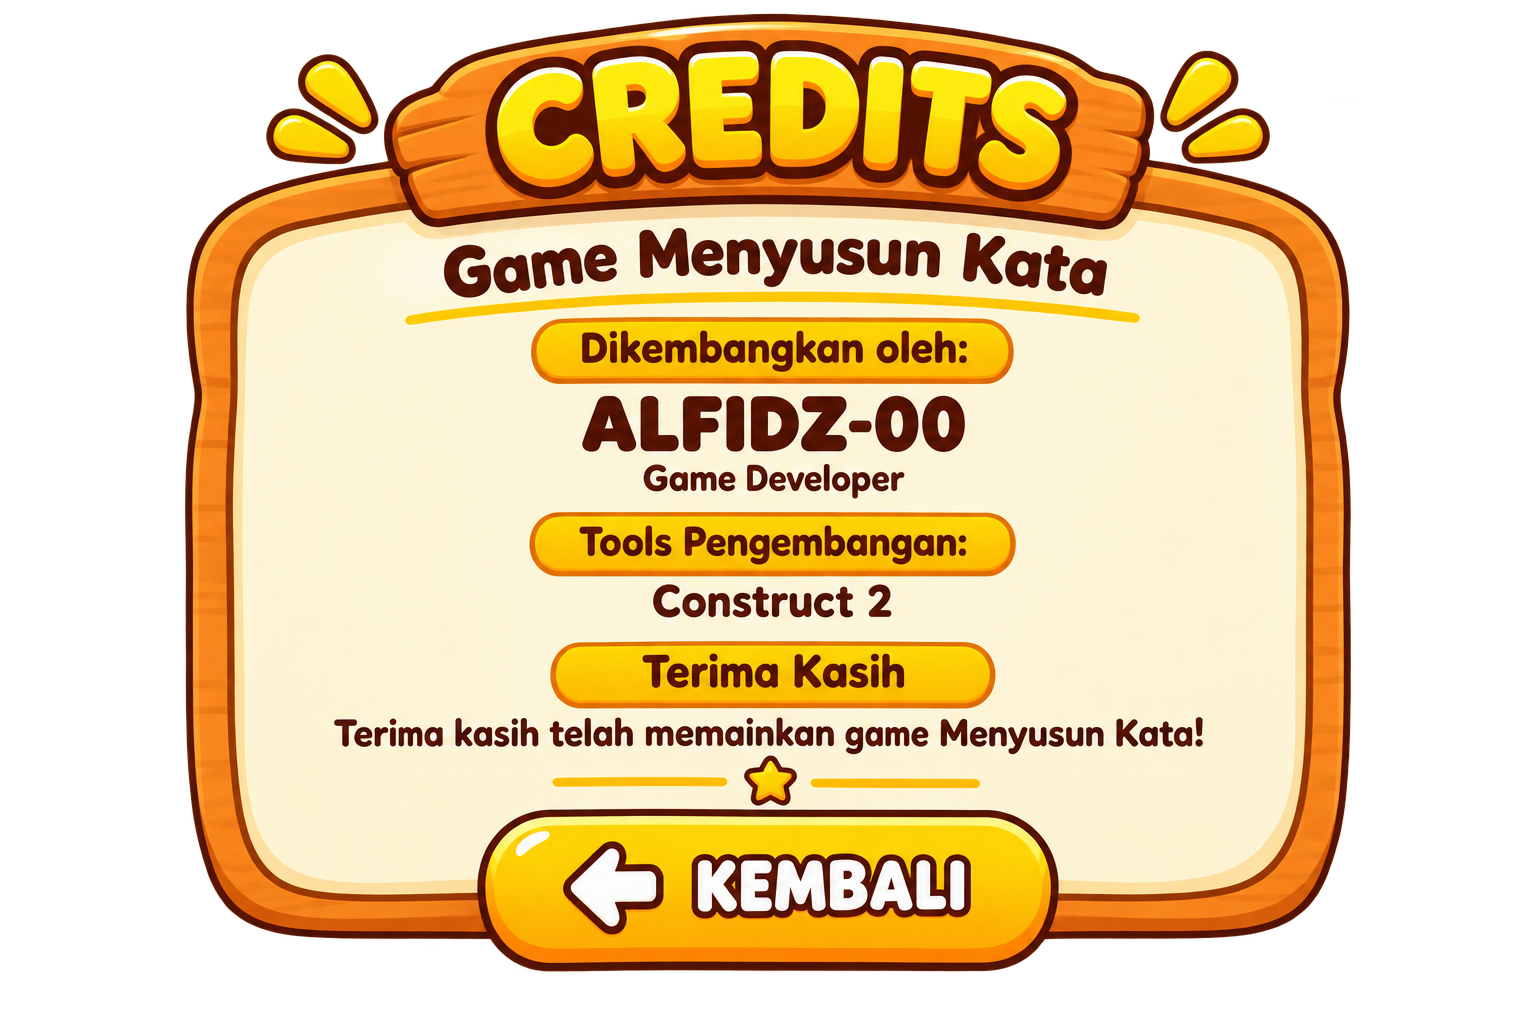 CREDITS
Game Menyusun Kata
Dikembangkan oleh:
ALFIDZ-00
Game Developer
Tools Pengembangan:
Construct 2
Terima Kasih
Terima kasih telah memainkan game Menyusun Kata!
KEMBALI